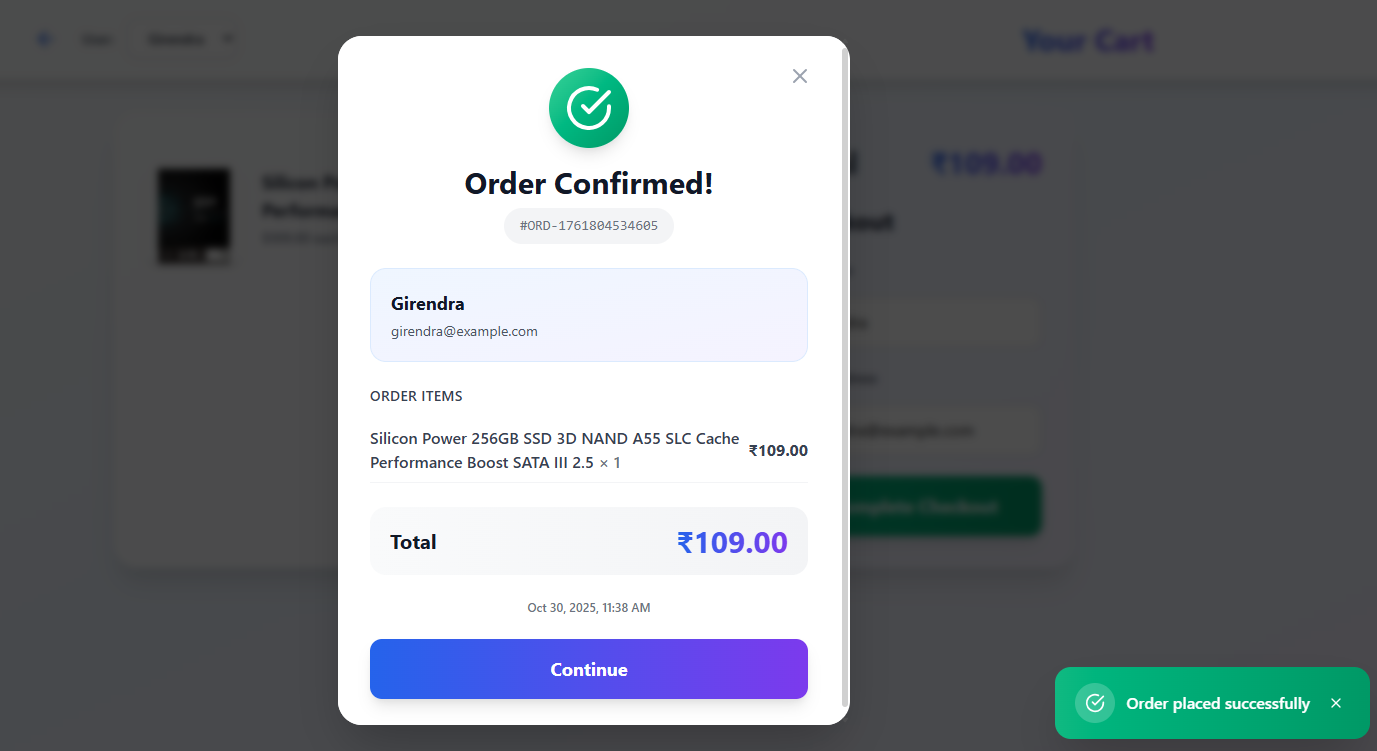 Your Cart
₹109.00
Order Confirmed!
#ORD-1761804534605
Girendra
girendra@example.com
ORDER ITEMS
Silicon Power 256GB SSD 3D NAND A55 SLC Cache
Performance Boost SATA III 2.5 × 1
₹109.00
Total
₹109.00
Oct 30, 2025, 11:38 AM
Continue
Order placed successfully